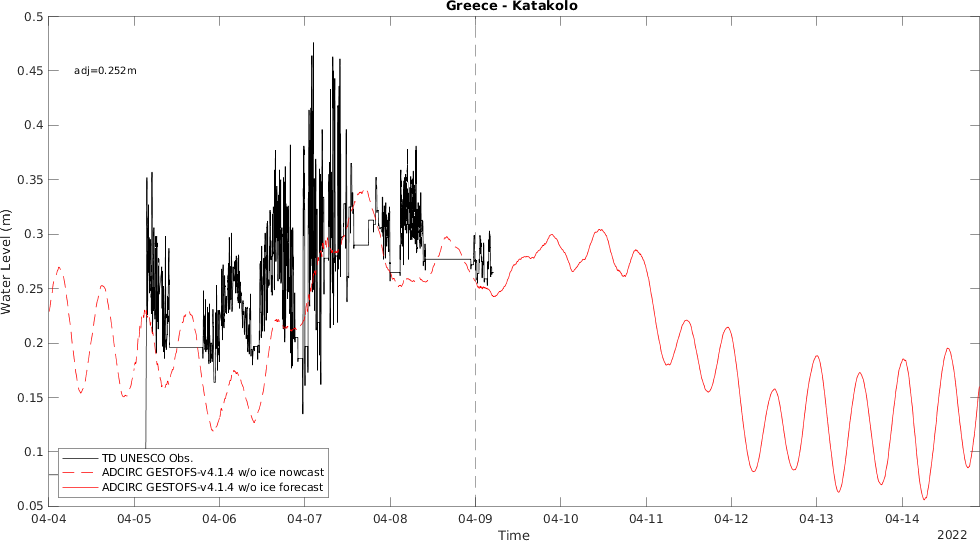 Greece - Katakolo
0.5
0.45
0.4
0.35
0.3
0.25
0.2
0.15
0.1
0.05
Water Level (m)
adj=0.252m
TD UNESCO Obs.
ADCIRC GESTOFS-v4.1.4 w/o ice nowcast
ADCIRC GESTOFS-v4.1.4 w/o ice forecast
04-04 04-05 04-06 04-07 04-08 04-09 04-10 04-11 04-12 04-13 04-14
Time
2022